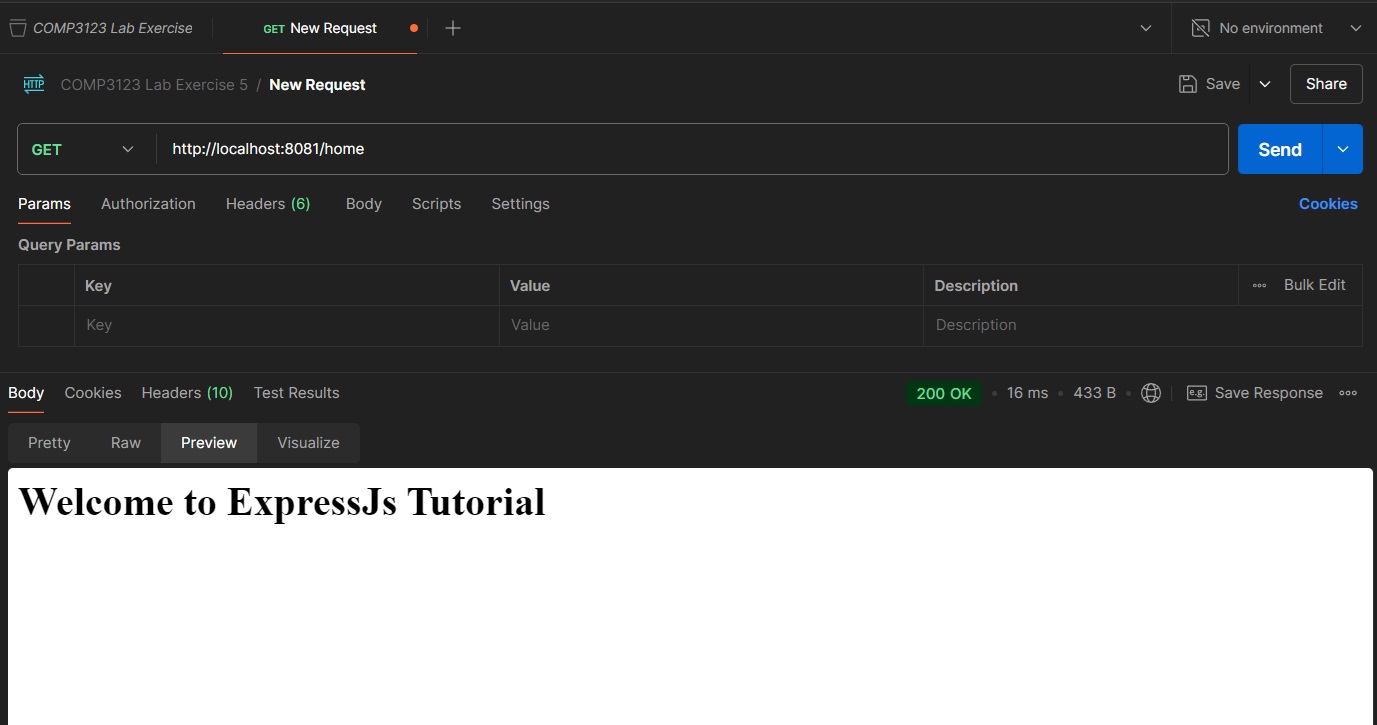 COMP3123 Lab Exercise GET New Request No environment
HTTP COMP3123 Lab Exercise 5 / New Request Save Share
GET http://localhost:8081/home Send
Params Authorization Headers (6) Body Scripts Settings Cookies
Query Params
Key Value Description Bulk Edit
Key Value Description
Body Cookies Headers (10) Test Results 200 OK 16 ms 433 B e.g. Save Response
Pretty Raw Preview Visualize
Welcome to ExpressJs Tutorial